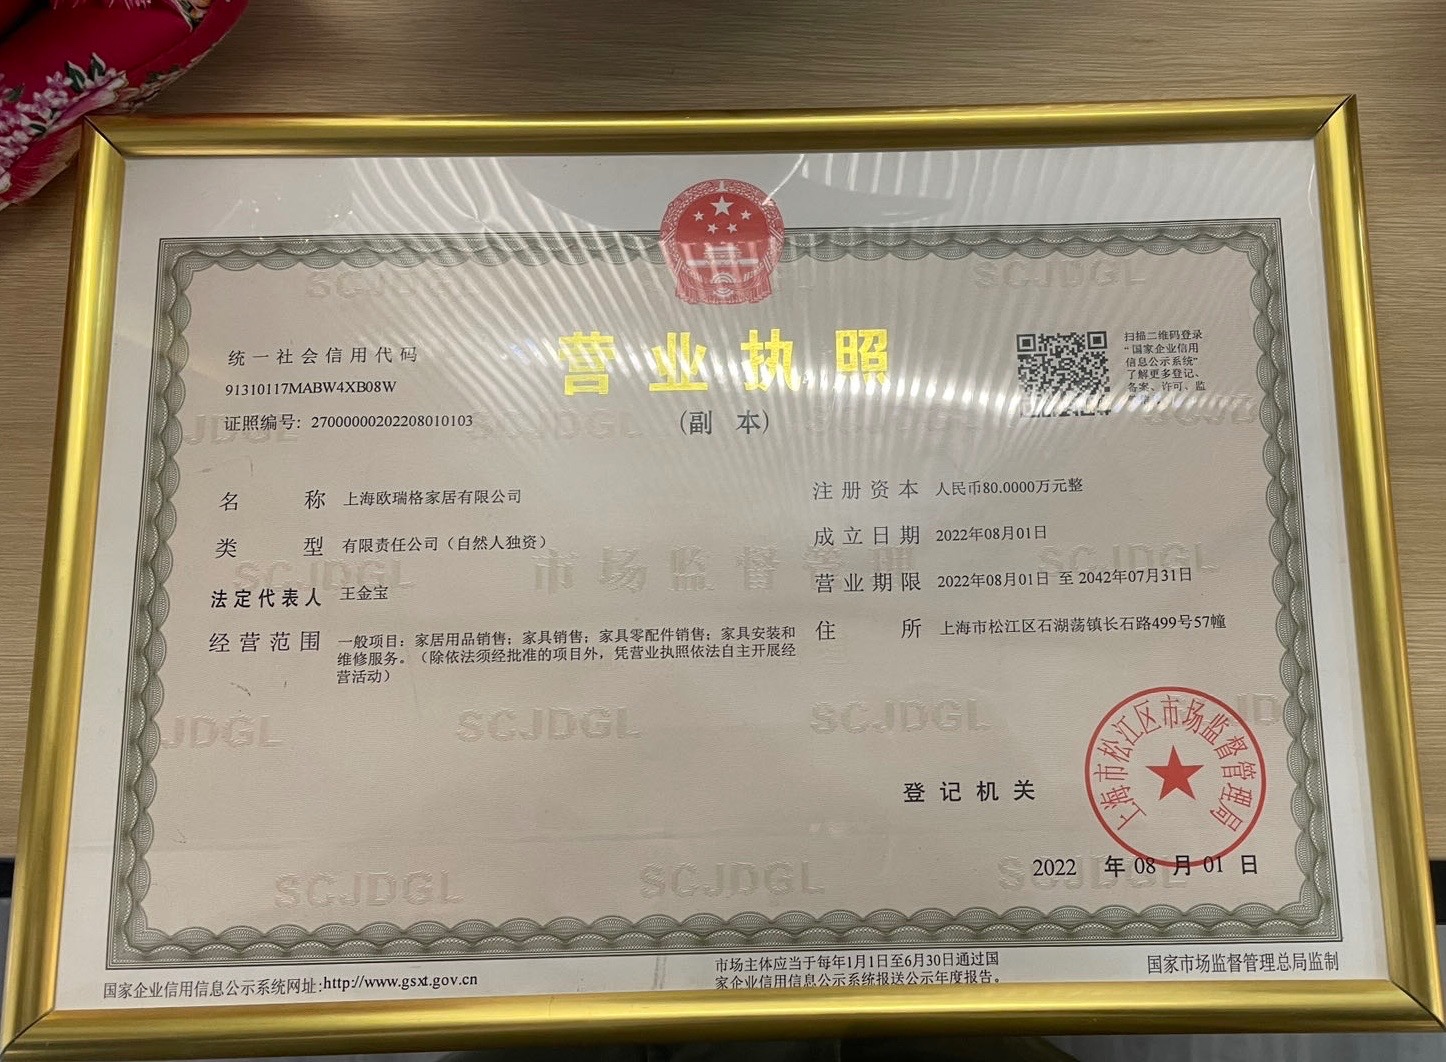 统一社会信用代码
91310117MABW4XB08W
证照编号：27000000202208010103
营业执照
（副 本）
扫描二维码登录
“国家企业信用
信息公示系统”
了解更多登记、
备案、许可、监
名 称 上海欧瑞格家居有限公司
类 型 有限责任公司（自然人独资）
法定代表人 王金宝
经营范围 一般项目：家居用品销售；家具销售；家具零配件销售；家具安装和
维修服务。（除依法须经批准的项目外，凭营业执照依法自主开展经
营活动）
注册资本 人民币80.0000万元整
成立日期 2022年08月01日
营业期限 2022年08月01日 至 2042年07月31日
住 所 上海市松江区石湖荡镇长石路499号57幢
登记机关
上海市松江区市场监督管理局
2022 年 08 月 01 日
SCJDGL
市场监督管理
国家企业信用信息公示系统网址:http://www.gsxt.gov.cn
市场主体应当于每年1月1日至6月30日通过国
家企业信用信息公示系统报送公示年度报告。
国家市场监督管理总局监制